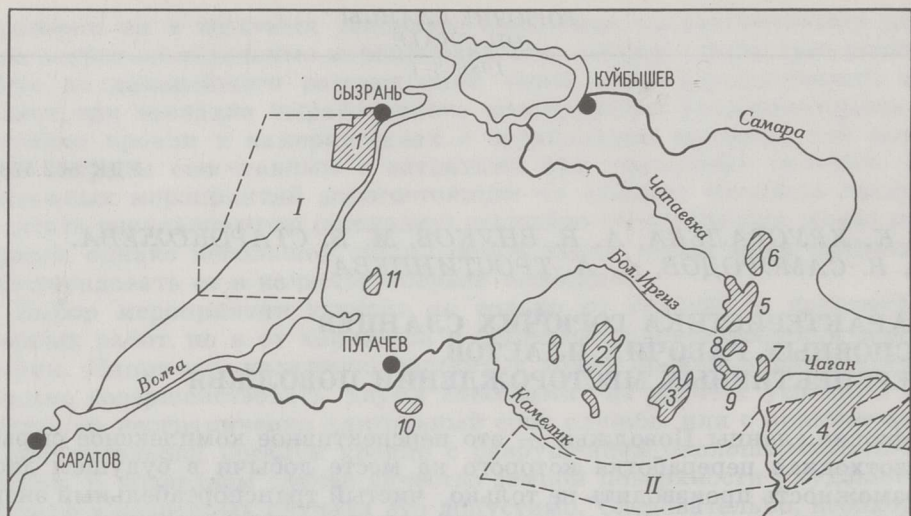 СЫЗРАНЬ
КУЙБЫШЕВ
Самара
1
I
Чапаевка
6
Бол. Иргиз
5
11
ПУГАЧЕВ
8
7
2
Волга
Чаган
3
9
Камелик
10
4
САРАТОВ
II